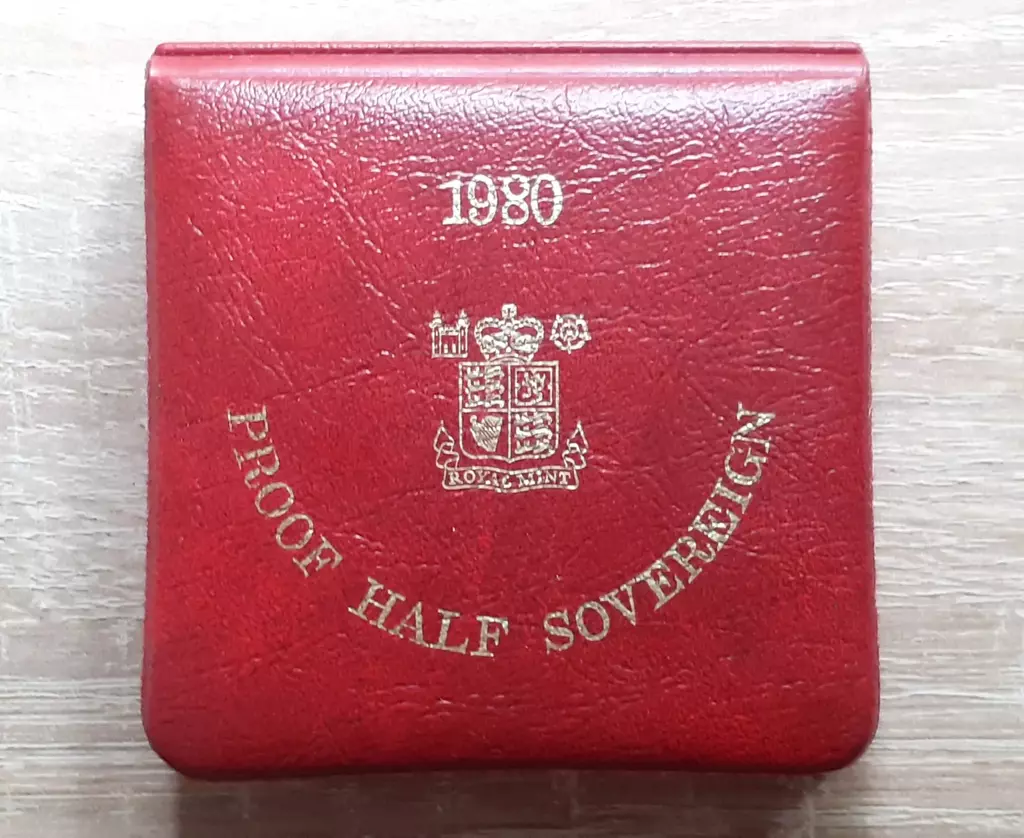 1980
ROYAL MINT
PROOF HALF SOVEREIGN